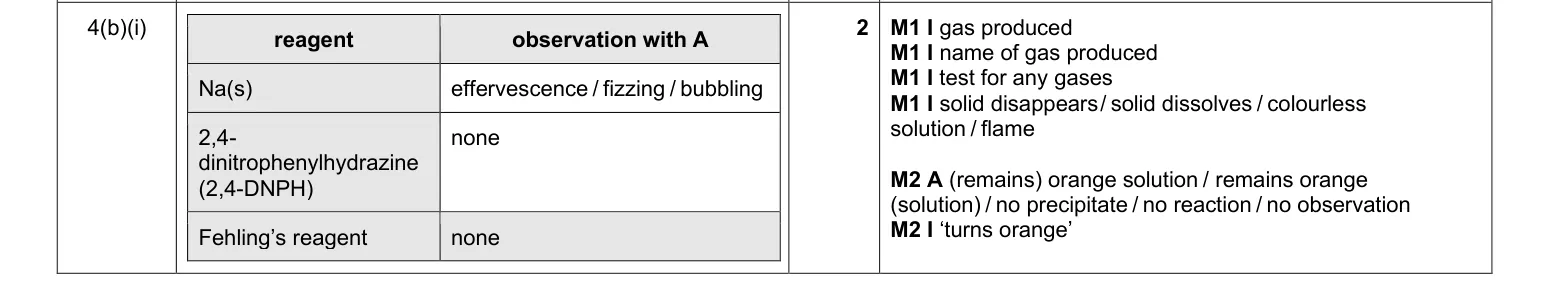 4(b)(i)
reagent observation with A
Na(s) effervescence / fizzing / bubbling
2,4-
dinitrophenylhydrazine
(2,4-DNPH)
none
Fehling’s reagent none
2
M1 I gas produced
M1 I name of gas produced
M1 I test for any gases
M1 I solid disappears / solid dissolves / colourless
solution / flame
M2 A (remains) orange solution / remains orange
(solution) / no precipitate / no reaction / no observation
M2 I ‘turns orange’